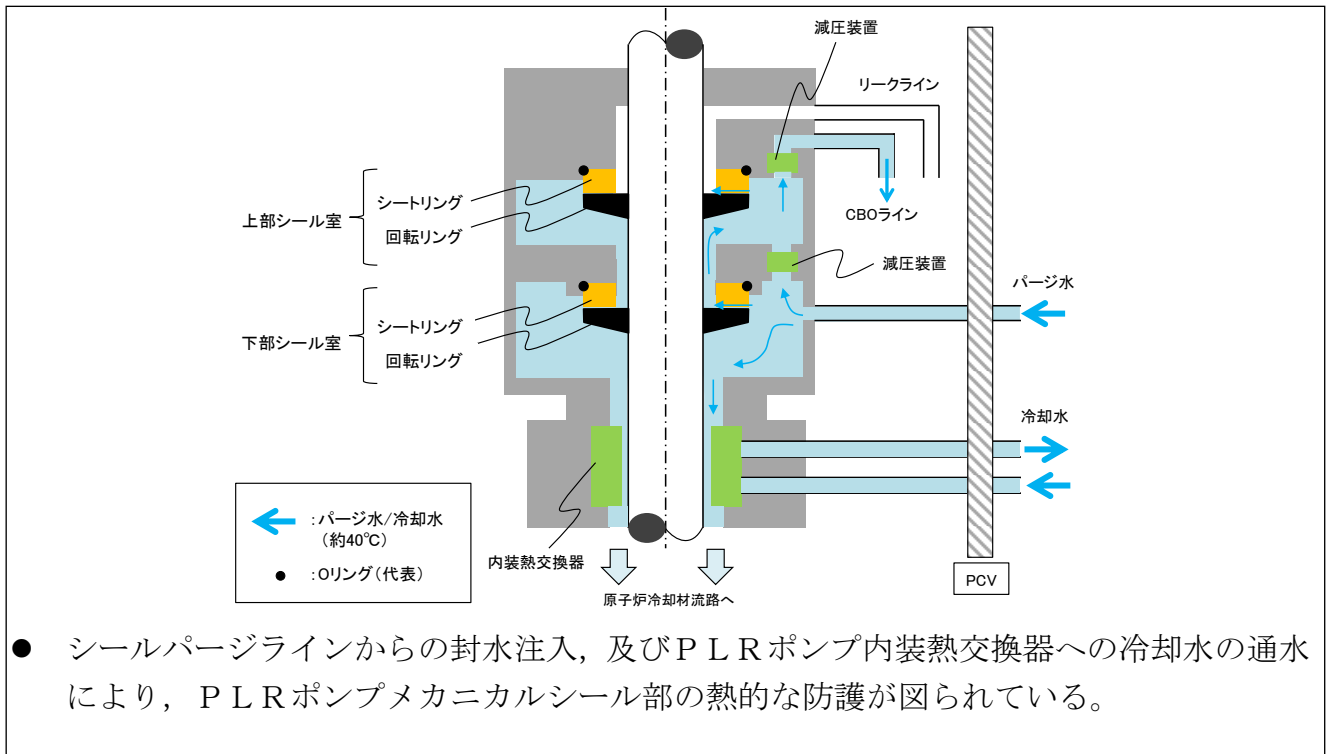 減圧装置
リークライン
上部シール室
シートリング
回転リング
CBOライン
減圧装置
パージ水
下部シール室
シートリング
回転リング
冷却水
:パージ水/冷却水
(約40℃)
:Oリング(代表)
内装熱交換器
原子炉冷却材流路へ
PCV
● シールパージラインからの封水注入,及びPLRポンプ内装熱交換器への冷却水の通水
により,PLRポンプメカニカルシール部の熱的な防護が図られている。